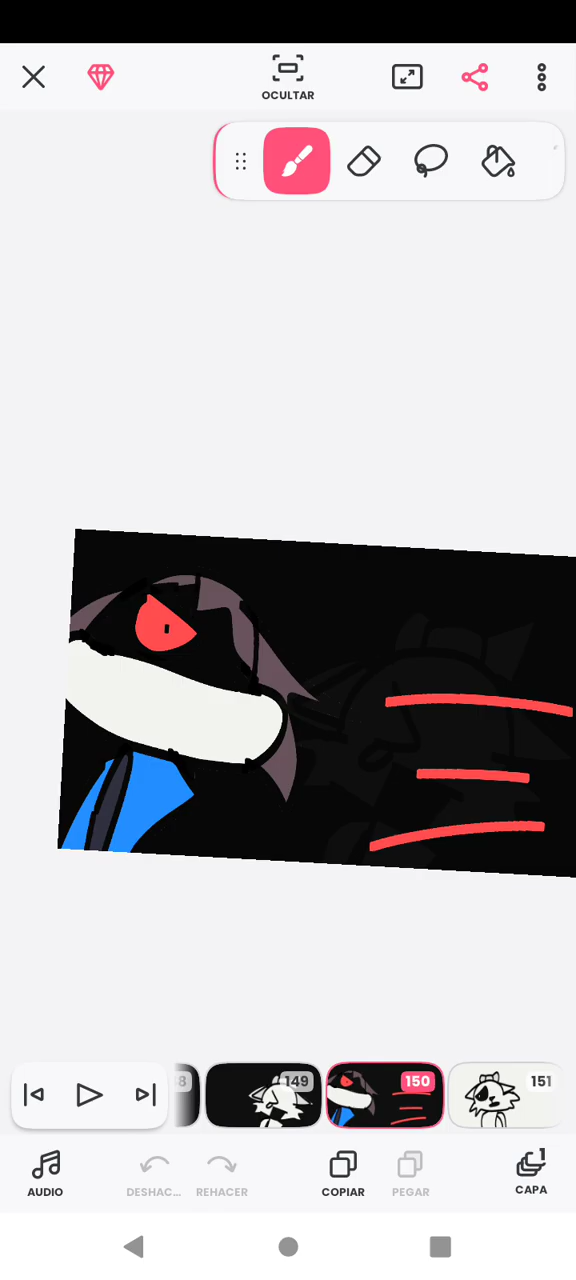 OCULTAR
149
150
151
AUDIO
DESHAC...
REHACER
COPIAR
PEGAR
1
CAPA